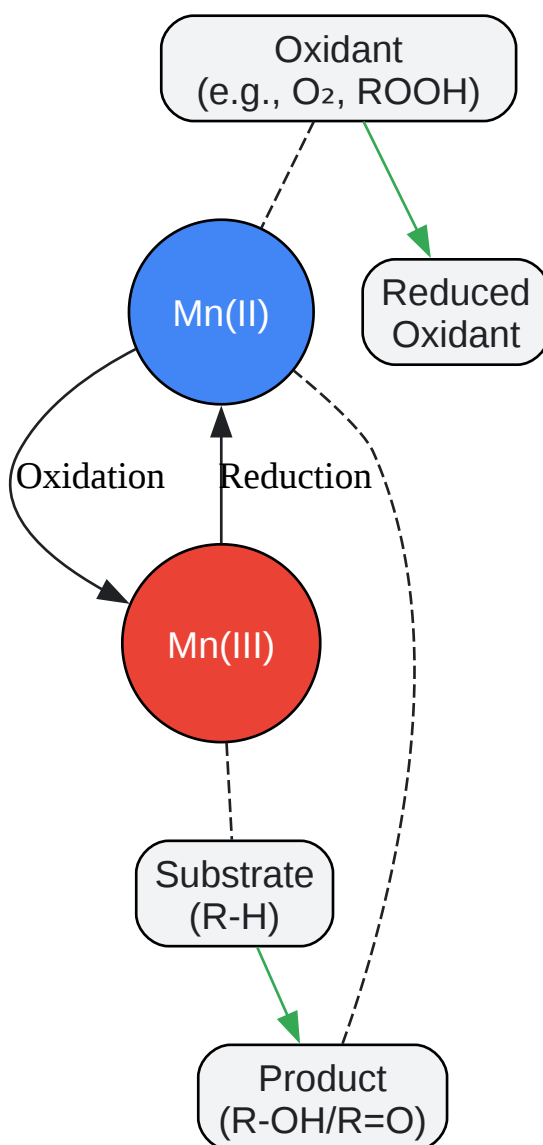 Oxidant
(e.g., O₂, ROOH)
Mn(II)
Reduced
Oxidant
Oxidation
Reduction
Mn(III)
Substrate
(R-H)
Product
(R-OH/R=O)